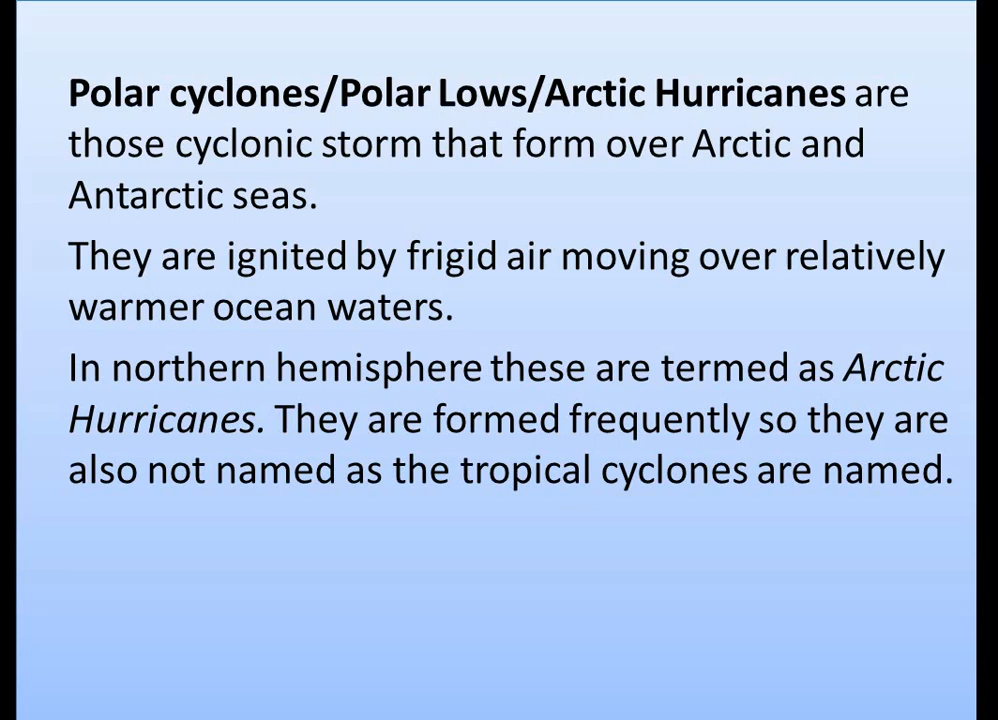 Polar cyclones/Polar Lows/Arctic Hurricanes are
those cyclonic storm that form over Arctic and
Antarctic seas.
They are ignited by frigid air moving over relatively
warmer ocean waters.
In northern hemisphere these are termed as Arctic
Hurricanes. They are formed frequently so they are
also not named as the tropical cyclones are named.